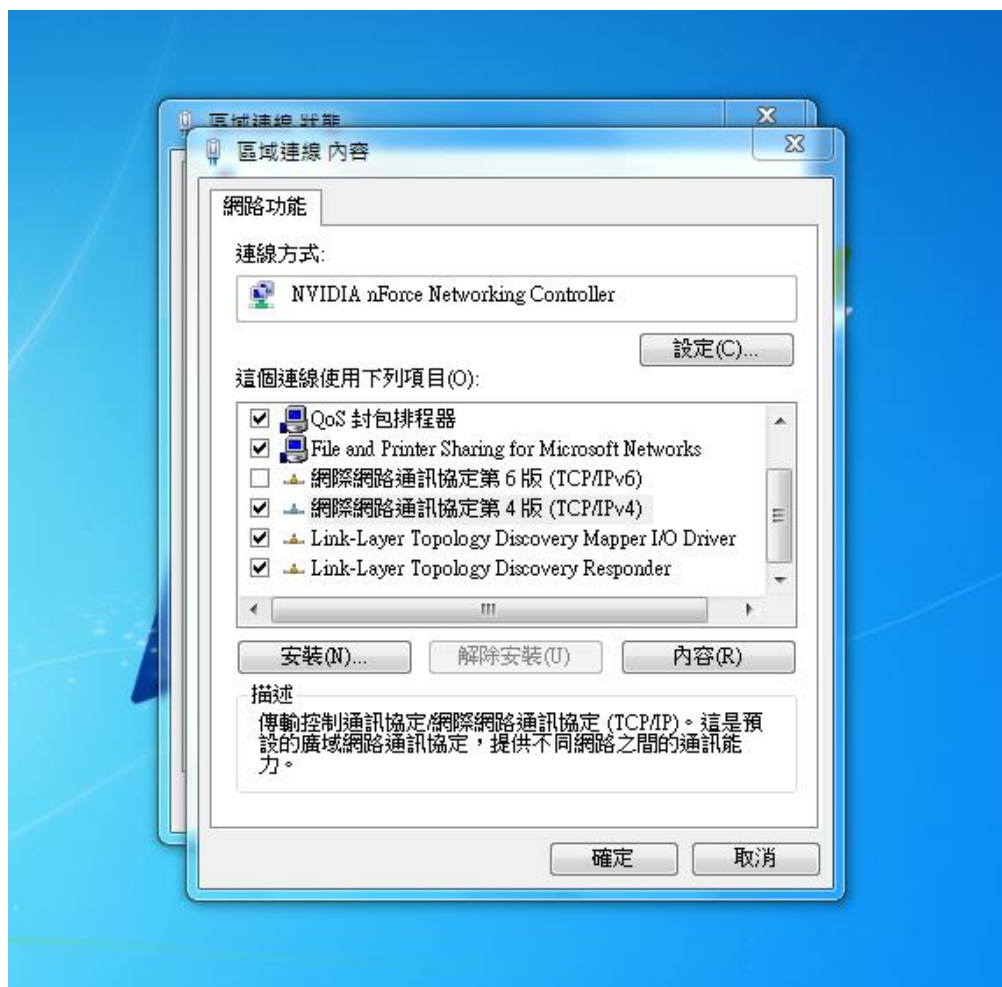 區域連線 狀態
區域連線 內容
網路功能
連線方式:
NVIDIA nForce Networking Controller
設定(C)...
這個連線使用下列項目(O):
QoS 封包排程器
File and Printer Sharing for Microsoft Networks
網際網路通訊協定第 6 版 (TCP/IPv6)
網際網路通訊協定第 4 版 (TCP/IPv4)
Link-Layer Topology Discovery Mapper I/O Driver
Link-Layer Topology Discovery Responder
安裝(N)...
解除安裝(U)
內容(R)
描述
傳輸控制通訊協定/網際網路通訊協定 (TCP/IP)。這是預
設的廣域網路通訊協定，提供不同網路之間的通訊能
力。
確定
取消